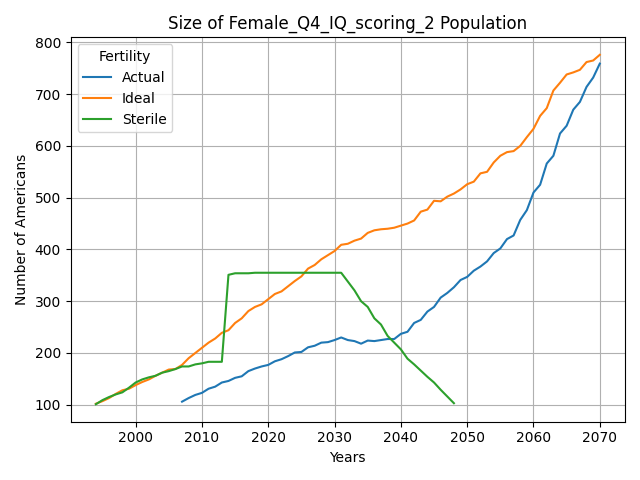 Size of Female_Q4_IQ_scoring_2 Population
Fertility
Actual
Ideal
Sterile
Number of Americans
800
700
600
500
400
300
200
100
2000
2010
2020
2030
2040
2050
2060
2070
Years